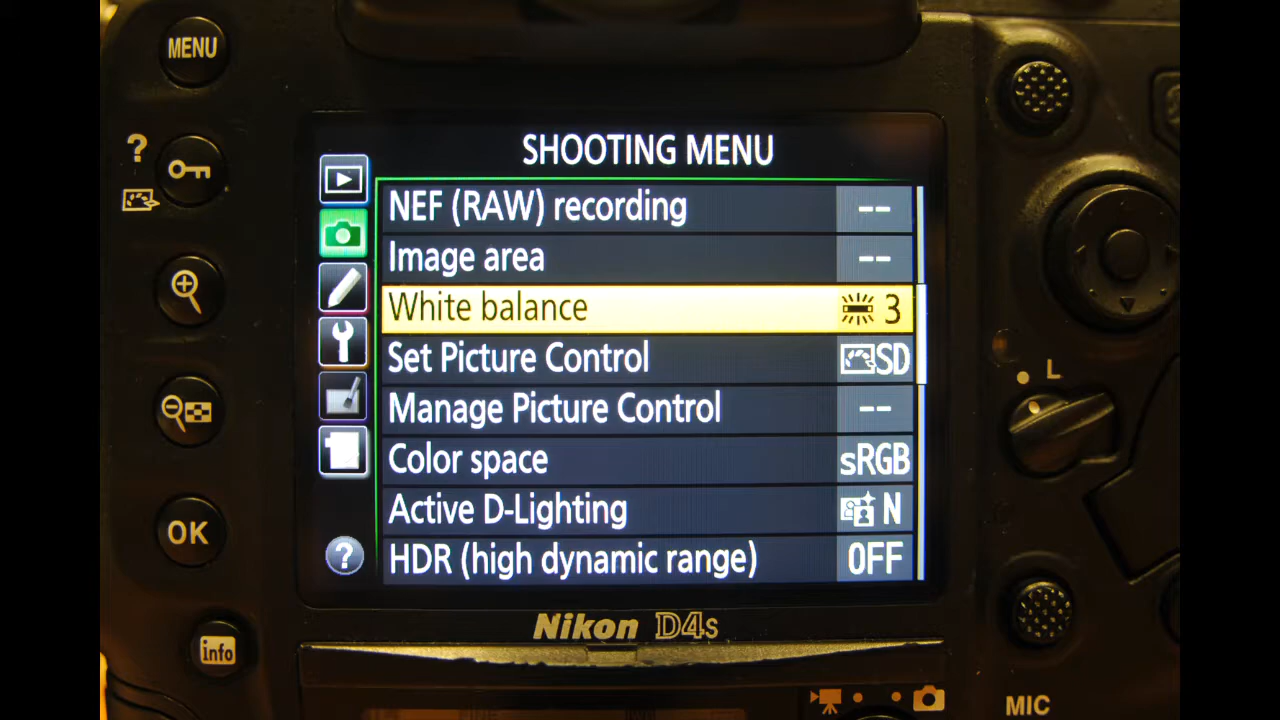 MENU
?
SHOOTING MENU
NEF (RAW) recording --
Image area --
White balance 3
Set Picture Control SD
Manage Picture Control --
Color space sRGB
Active D-Lighting N
HDR (high dynamic range) OFF
?
L
OK
info
Nikon D4s
MIC